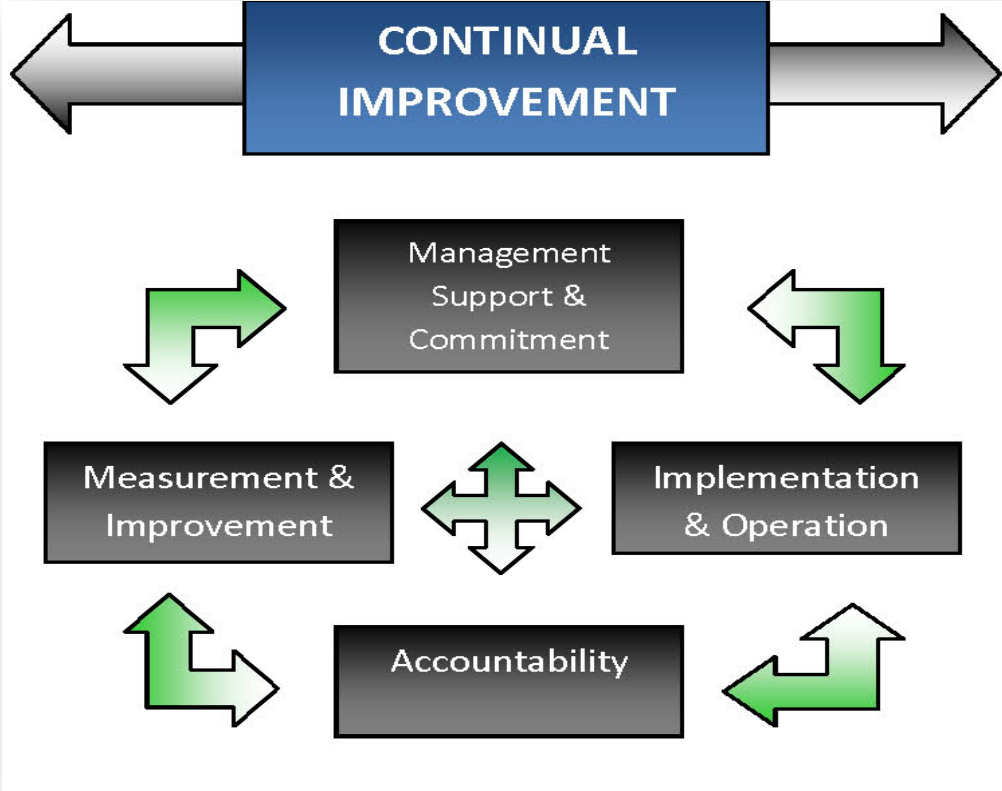 CONTINUAL
IMPROVEMENT
Management
Support &
Commitment
Measurement &
Improvement
Implementation
& Operation
Accountability